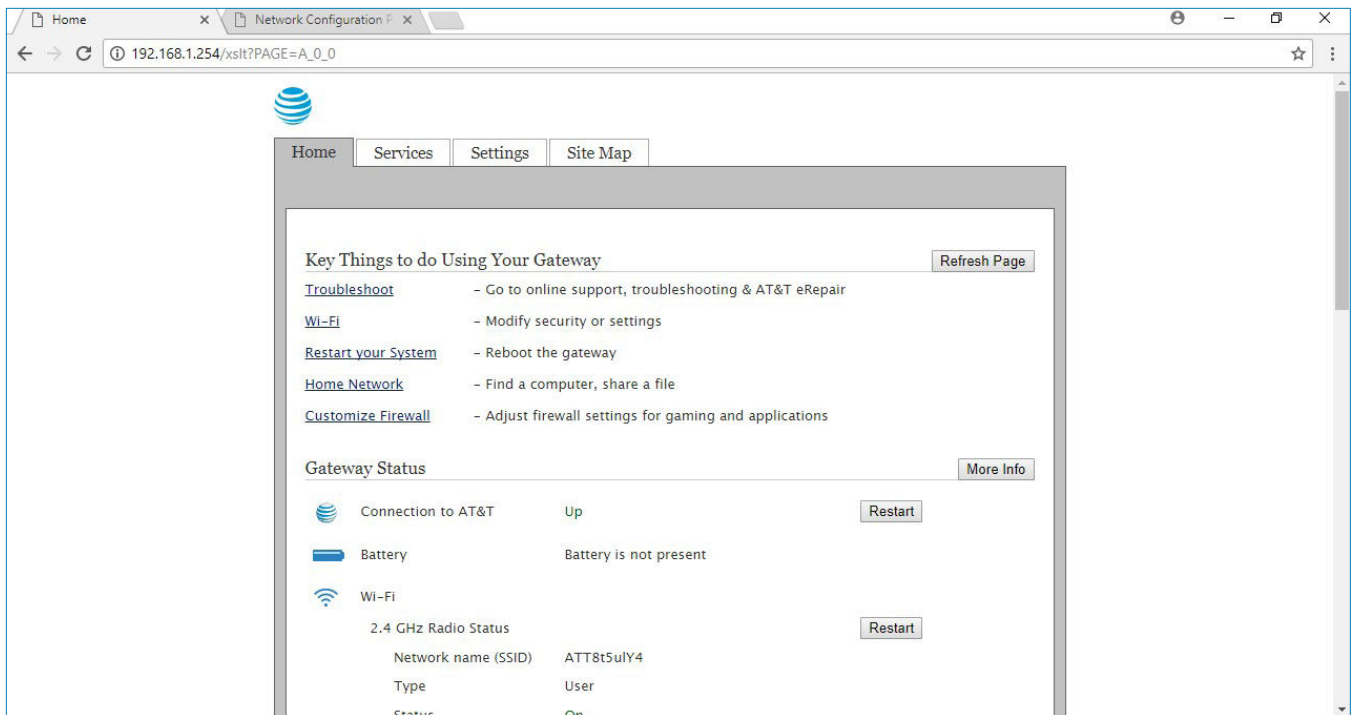 Home
Network Configuration P
192.168.1.254/xslt?PAGE=A_0_0
Home Services Settings Site Map
Key Things to do Using Your Gateway Refresh Page
Troubleshoot – Go to online support, troubleshooting & AT&T eRepair
Wi-Fi – Modify security or settings
Restart your System – Reboot the gateway
Home Network – Find a computer, share a file
Customize Firewall – Adjust firewall settings for gaming and applications
Gateway Status More Info
Connection to AT&T Up Restart
Battery Battery is not present
Wi-Fi
2.4 GHz Radio Status Restart
Network name (SSID) ATT8t5ulY4
Type User
Status On